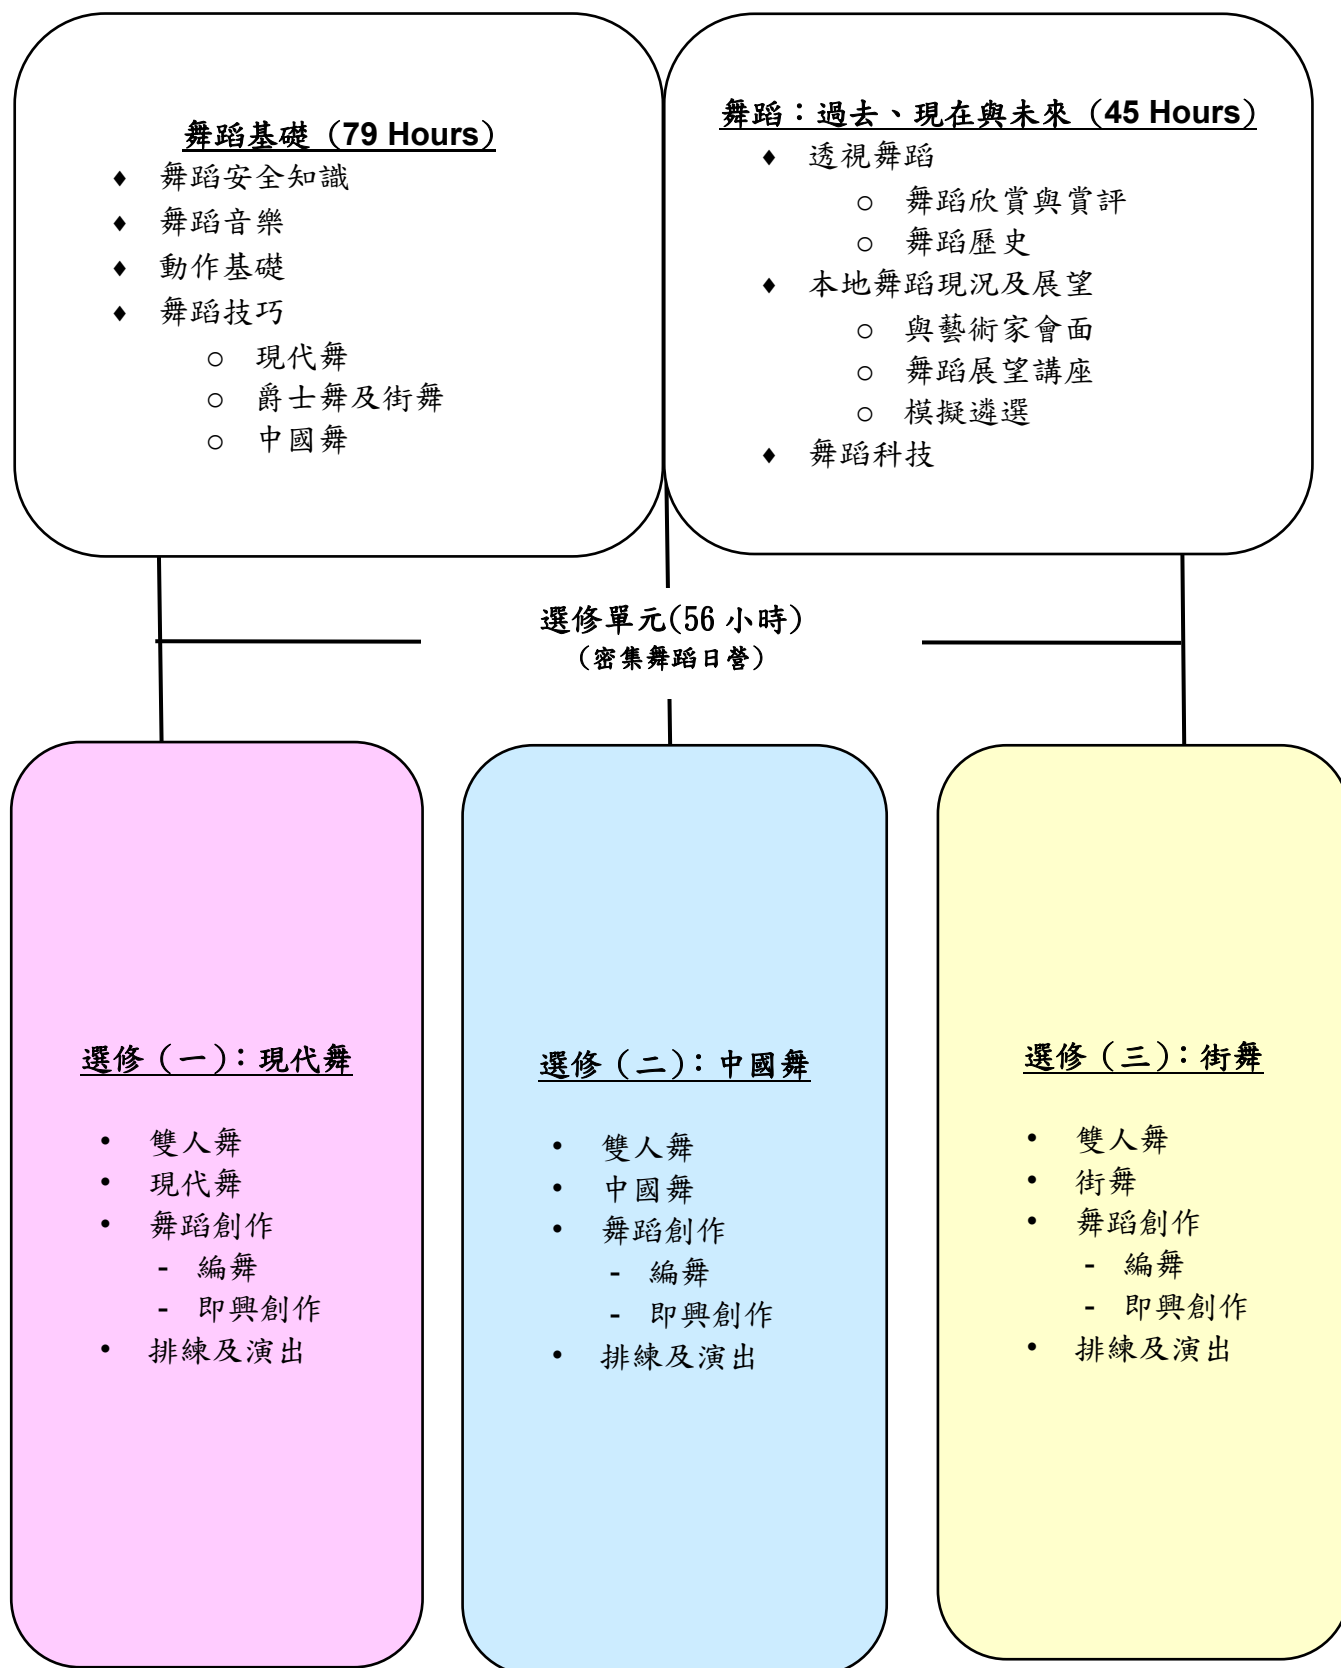 舞蹈基礎（79 Hours）
♦ 舞蹈安全知識
♦ 舞蹈音樂
♦ 動作基礎
♦ 舞蹈技巧
○ 現代舞
○ 爵士舞及街舞
○ 中國舞
舞蹈：過去、現在與未來（45 Hours）
♦ 透視舞蹈
○ 舞蹈欣賞與賞評
○ 舞蹈歷史
♦ 本地舞蹈現況及展望
○ 與藝術家會面
○ 舞蹈展望講座
○ 模擬遴選
♦ 舞蹈科技
選修單元(56 小時)
（密集舞蹈日營）
選修（一）：現代舞
• 雙人舞
• 現代舞
• 舞蹈創作
- 編舞
- 即興創作
• 排練及演出
選修（二）：中國舞
• 雙人舞
• 中國舞
• 舞蹈創作
- 編舞
- 即興創作
• 排練及演出
選修（三）：街舞
• 雙人舞
• 街舞
• 舞蹈創作
- 編舞
- 即興創作
• 排練及演出